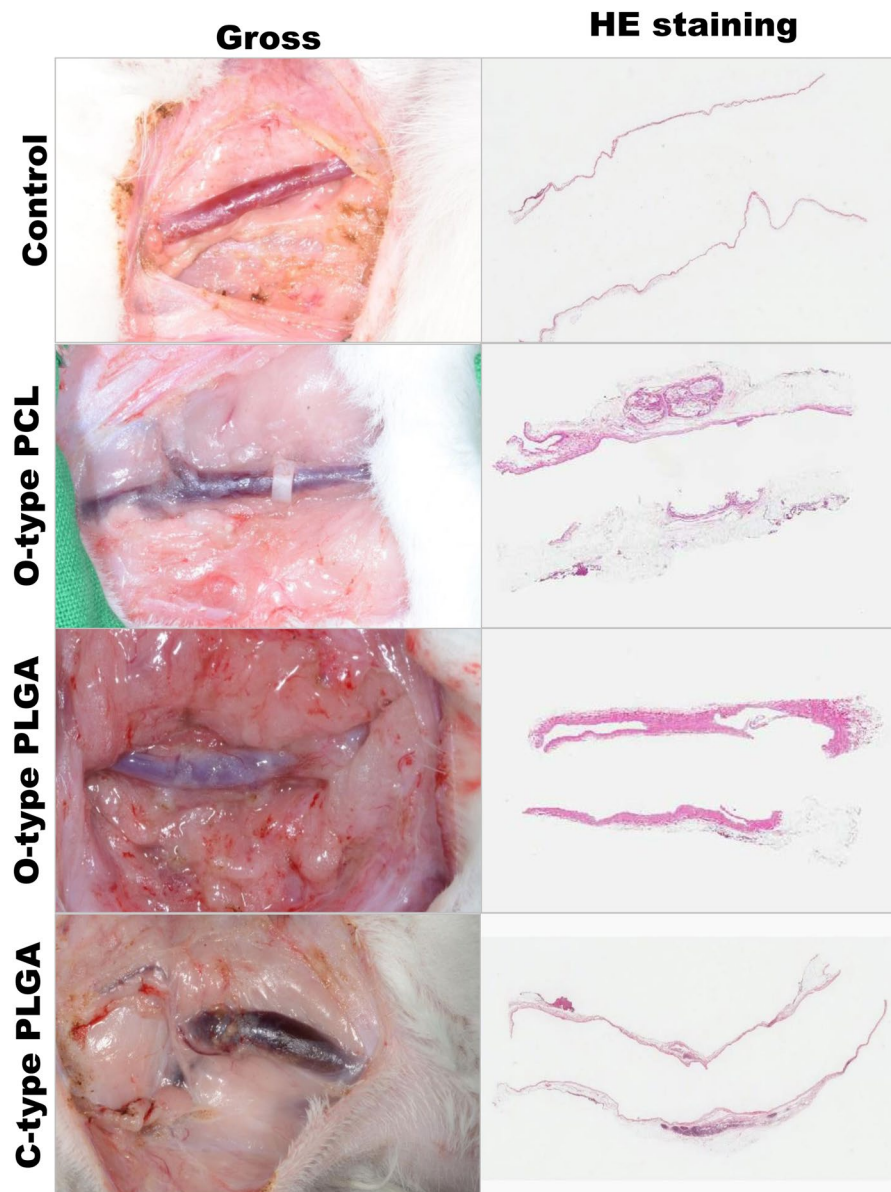 Gross
HE staining
Control
O-type PCL
O-type PLGA
C-type PLGA